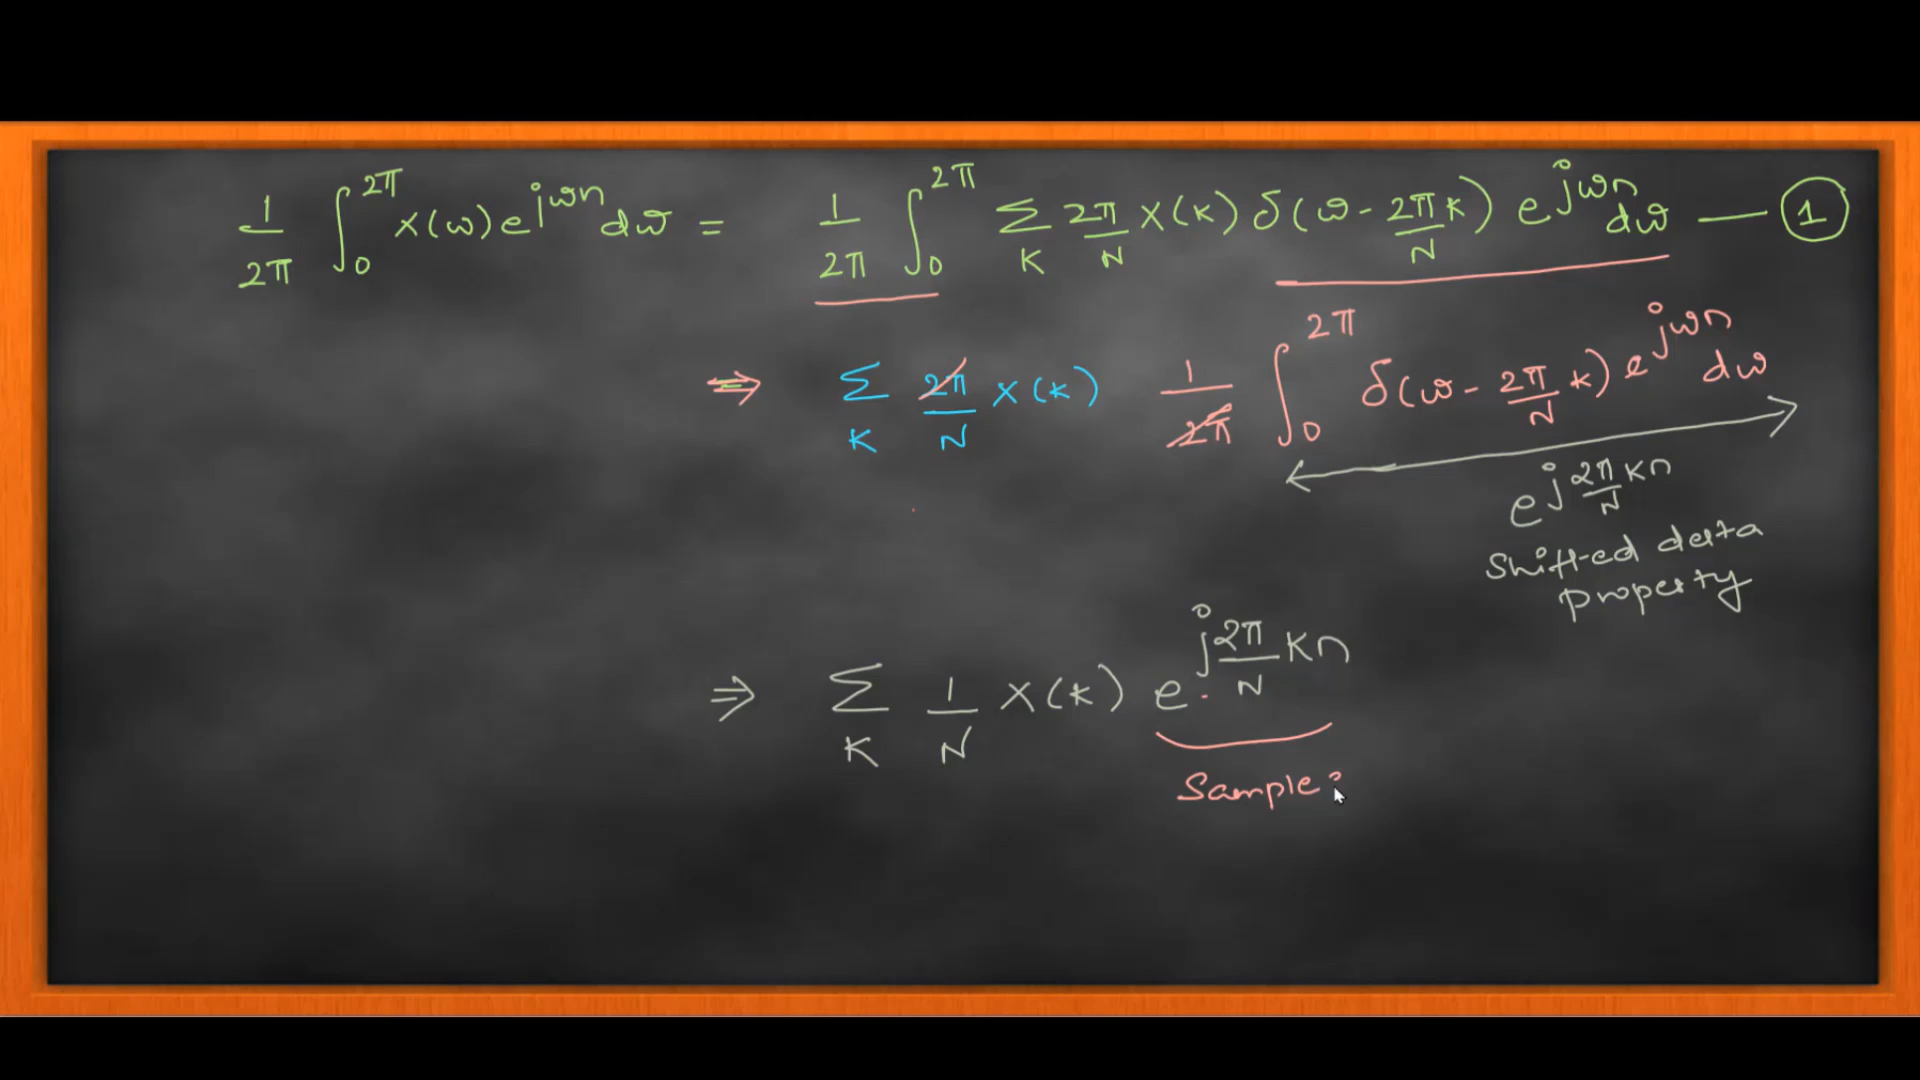 1/2π ∫₀^2π X(ω) e^jωn dω = 1/2π ∫₀^2π Σ_K 2π/N X(K) δ(ω - 2πK/N) e^jωn dω — ①
⇒ Σ_K 2π/N X(K) 1/2π ∫₀^2π δ(ω - 2π/N K) e^jωn dω
e^j 2π/N Kn
Shifted delta
property
⇒ Σ_K 1/N X(K) e^j 2π/N Kn
Sample